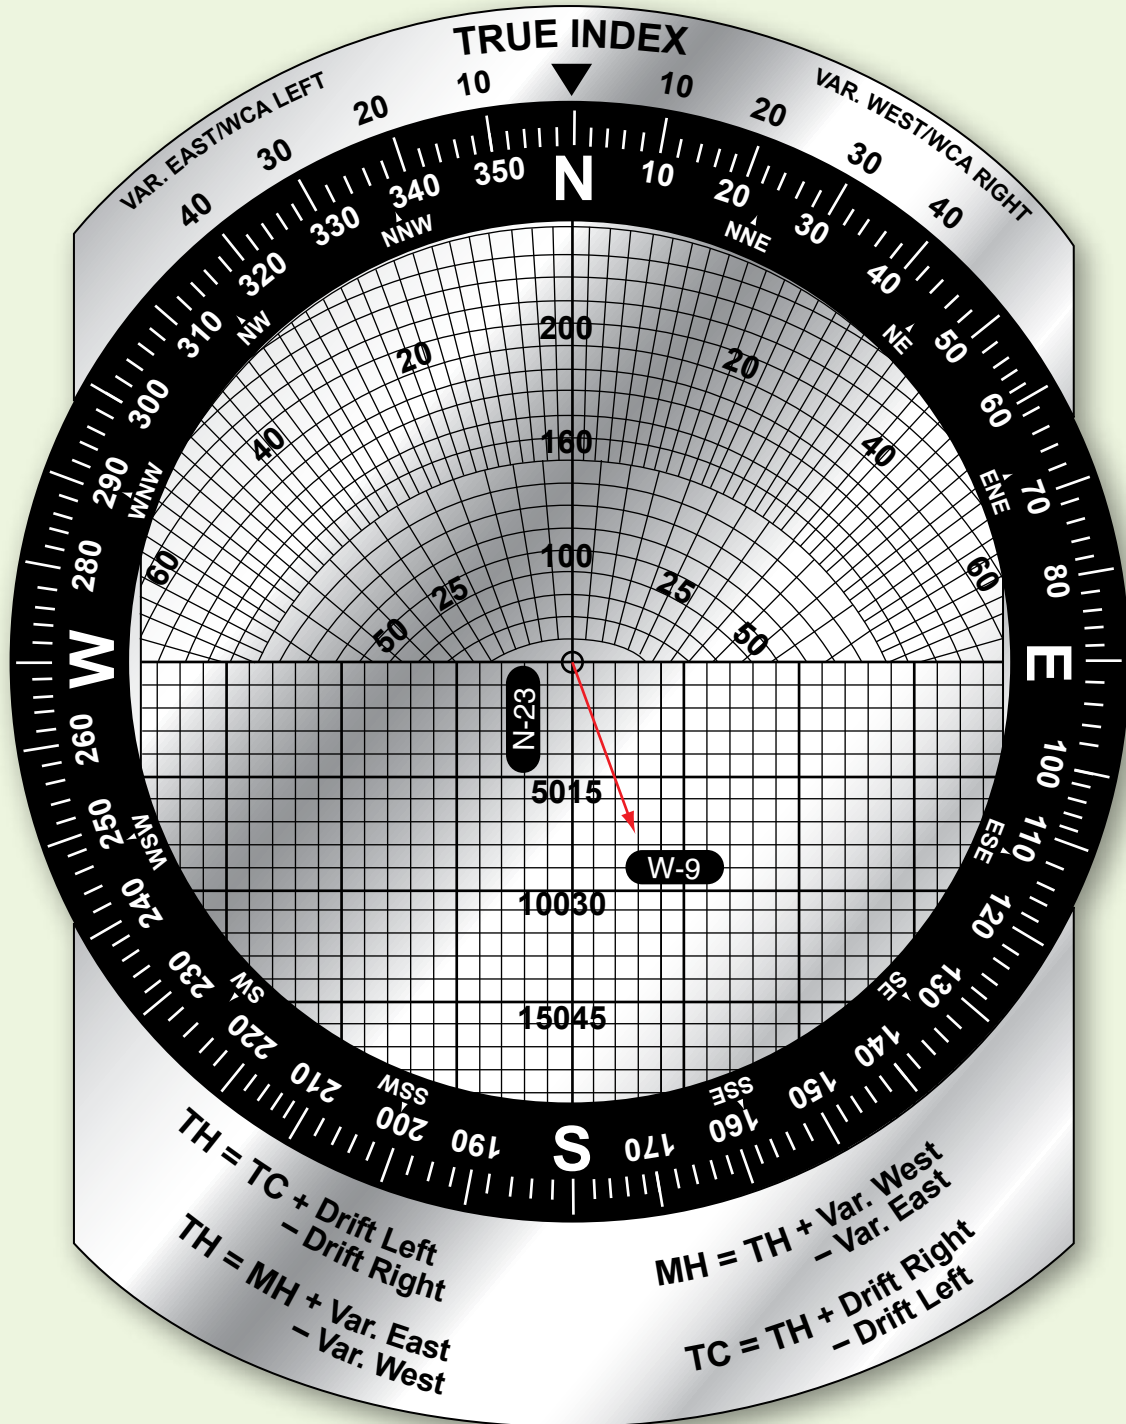 TRUE INDEX
VAR. EAST/WCA LEFT
VAR. WEST/WCA RIGHT
40 30 20 10 10 20 30 40
N 10 20 30 40 50 60 70 80
E 100 110 120 130 140 150 160 170
S 190 200 210 220 230 240 250 260
W 280 290 300 310 320 330 340 350
NNE NE ENE ESE SE SSE SSW SW WSW WNW NW NNW
200
20 20
160
40 40
100
60 25 25 60
50 50
N-23
5015
W-9
10030
15045
TH = TC + Drift Left
– Drift Right
TH = MH + Var. East
– Var. West
MH = TH + Var. West
– Var. East
TC = TH + Drift Right
– Drift Left